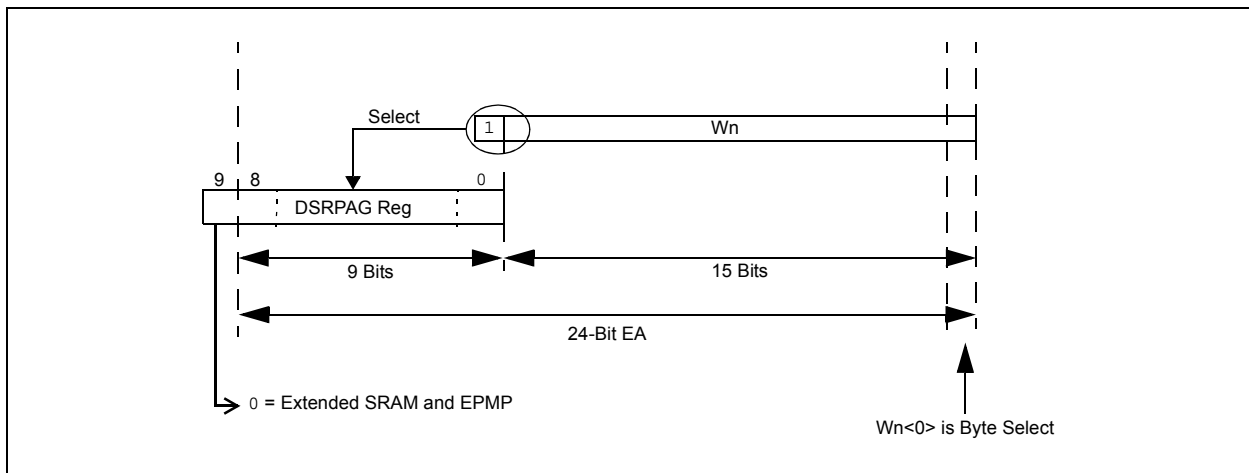 Select
1
Wn
9
8
0
DSRPAG Reg
9 Bits
15 Bits
24-Bit EA
0 = Extended SRAM and EPMP
Wn<0> is Byte Select